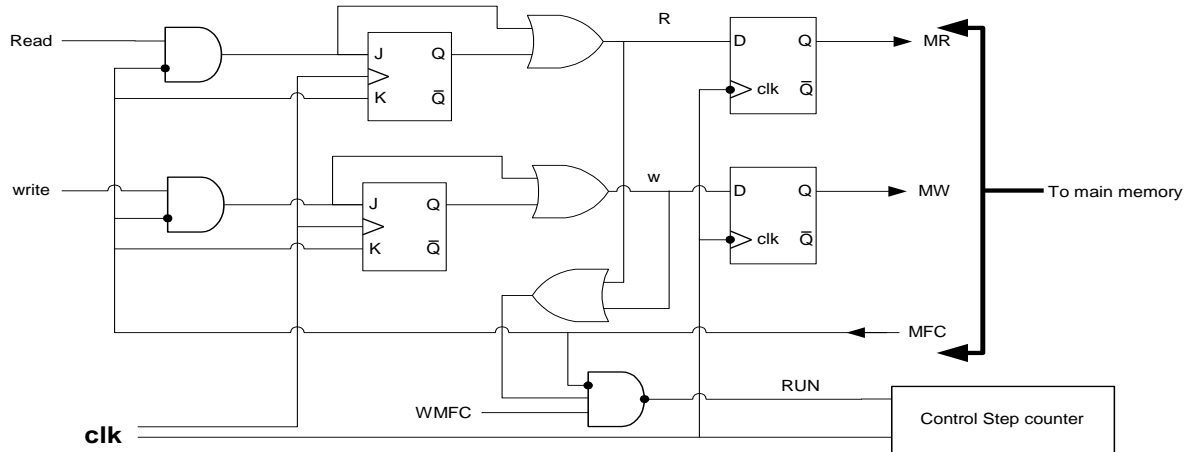 Read
J
Q
K
Q̅
R
D
Q
clk
Q̅
MR
write
J
Q
K
Q̅
w
D
Q
clk
Q̅
MW
To main memory
MFC
RUN
WMFC
clk
Control Step counter